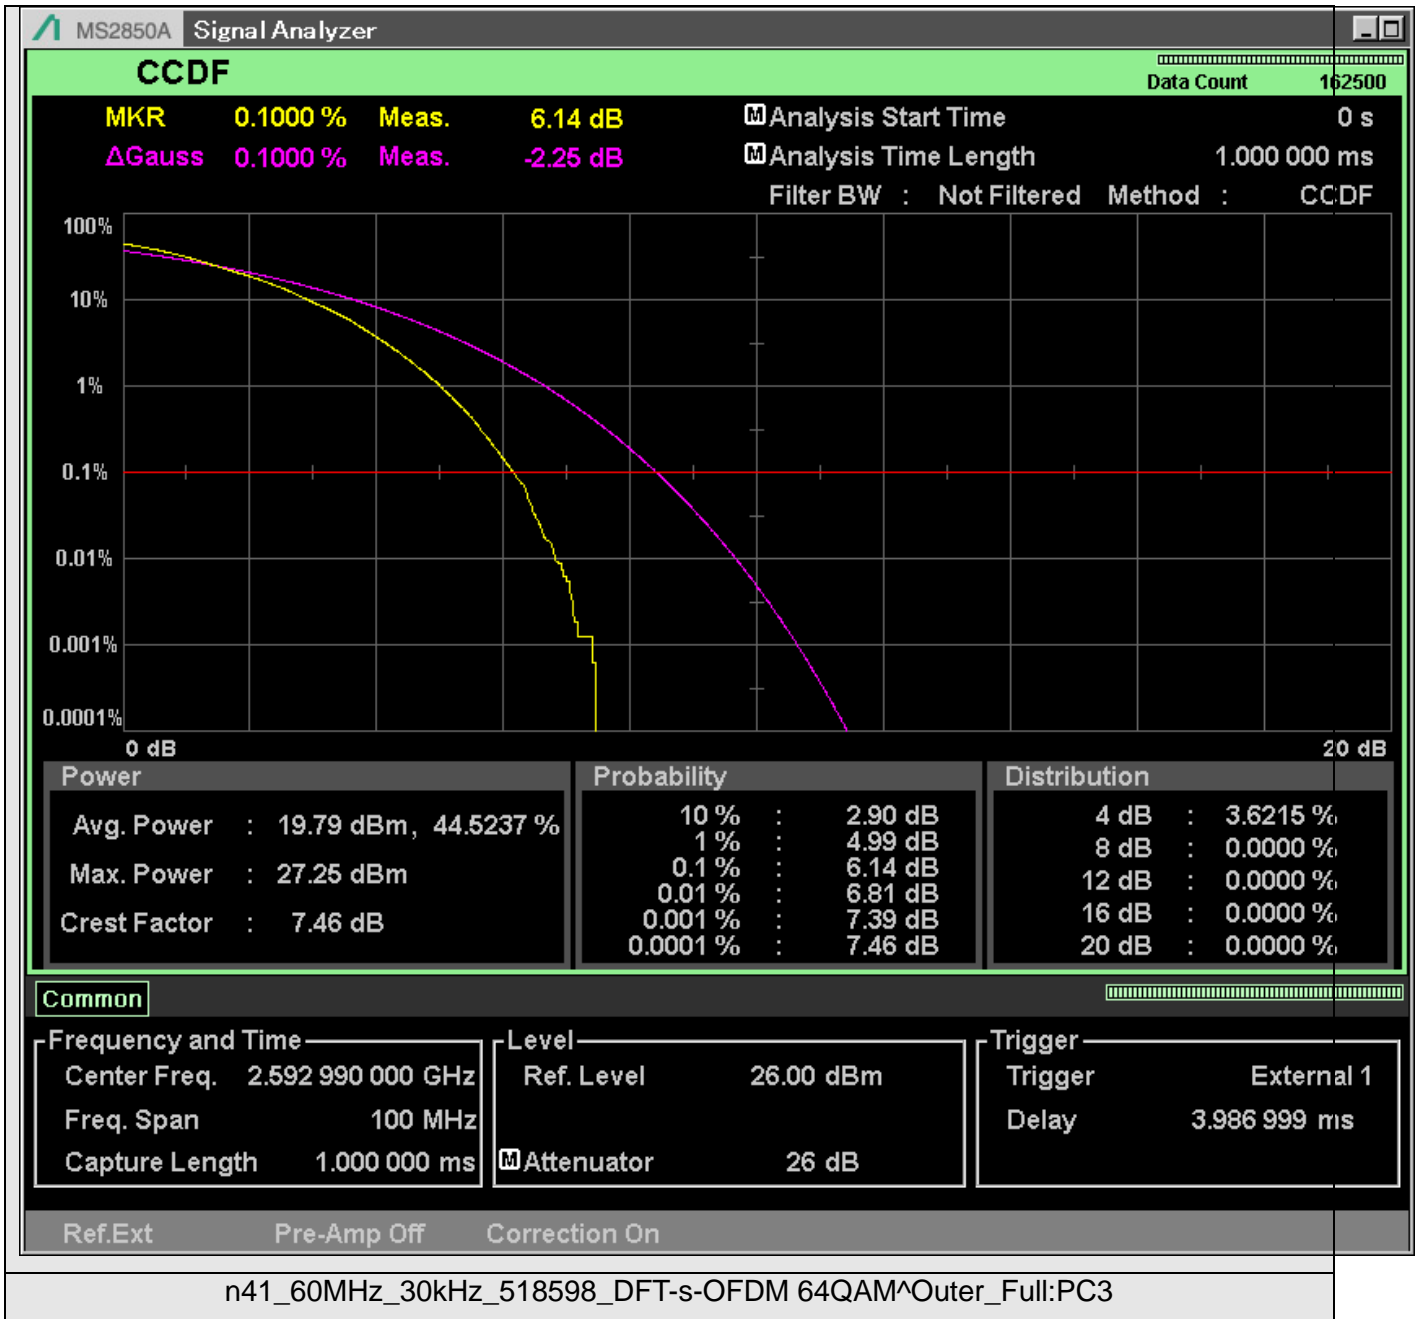 MS2850A Signal Analyzer
CCDF
Data Count 162500
MKR 0.1000 % Meas. 6.14 dB
ΔGauss 0.1000 % Meas. -2.25 dB
M Analysis Start Time 0 s
M Analysis Time Length 1.000 000 ms
Filter BW : Not Filtered Method : CCDF
100%
10%
1%
0.1%
0.01%
0.001%
0.0001%
0 dB 20 dB
Power
Avg. Power : 19.79 dBm, 44.5237 %
Max. Power : 27.25 dBm
Crest Factor : 7.46 dB
Probability
10 % : 2.90 dB
1 % : 4.99 dB
0.1 % : 6.14 dB
0.01 % : 6.81 dB
0.001 % : 7.39 dB
0.0001 % : 7.46 dB
Distribution
4 dB : 3.6215 %
8 dB : 0.0000 %
12 dB : 0.0000 %
16 dB : 0.0000 %
20 dB : 0.0000 %
Common
Frequency and Time
Center Freq. 2.592 990 000 GHz
Freq. Span 100 MHz
Capture Length 1.000 000 ms
Level
Ref. Level 26.00 dBm
M Attenuator 26 dB
Trigger
Trigger External 1
Delay 3.986 999 ms
Ref.Ext Pre-Amp Off Correction On
n41_60MHz_30kHz_518598_DFT-s-OFDM 64QAM^Outer_Full:PC3